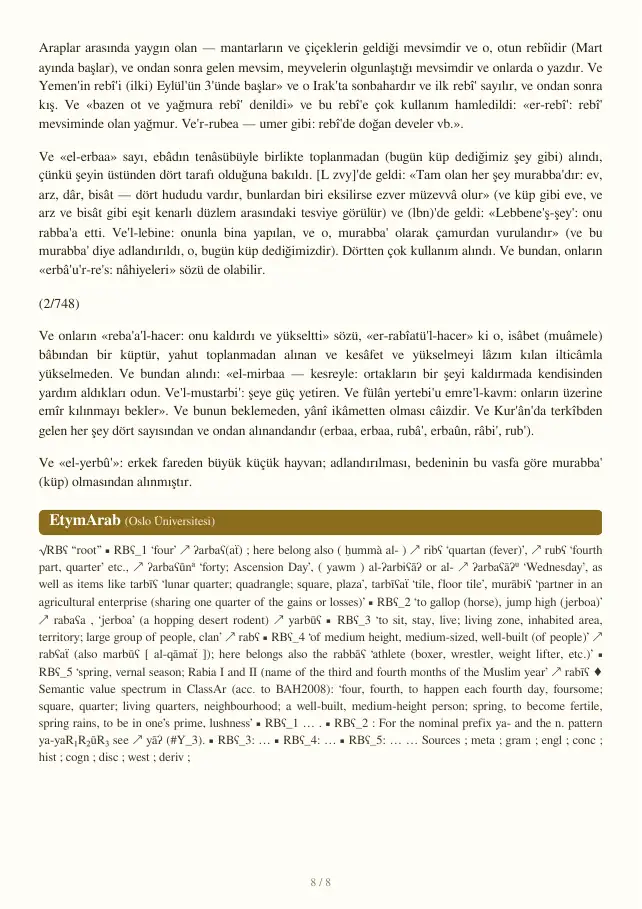 Araplar arasında yaygın olan — mantarların ve çiçeklerin geldiği mevsimdir ve o, otun rebîidir (Mart
ayında başlar), ve ondan sonra gelen mevsim, meyvelerin olgunlaştığı mevsimdir ve onlarda o yazdır. Ve
Yemen'in rebî'i (ilki) Eylül'ün 3'ünde başlar» ve o Irak'ta sonbahardır ve ilk rebî' sayılır, ve ondan sonra
kış. Ve «bazen ot ve yağmura rebî' denildi» ve bu rebî'e çok kullanım hamledildi: «er-rebî': rebî'
mevsiminde olan yağmur. Ve'r-rubea — umer gibi: rebî'de doğan develer vb.».
Ve «el-erbaa» sayı, ebâdın tenâsübüyle birlikte toplanmadan (bugün küp dediğimiz şey gibi) alındı,
çünkü şeyin üstünden dört tarafı olduğuna bakıldı. [L zvy]'de geldi: «Tam olan her şey murabba'dır: ev,
arz, dâr, bisât — dört hududu vardır, bunlardan biri eksilirse ezver müzevvâ olur» (ve küp gibi eve, ve
arz ve bisât gibi eşit kenarlı düzlem arasındaki tesviye görülür) ve (lbn)'de geldi: «Lebbene'ş-şey': onu
rabba'a etti. Ve'l-lebine: onunla bina yapılan, ve o, murabba' olarak çamurdan vurulandır» (ve bu
murabba' diye adlandırıldı, o, bugün küp dediğimizdir). Dörtten çok kullanım alındı. Ve bundan, onların
«erbâ'u'r-re's: nâhiyeleri» sözü de olabilir.
(2/748)
Ve onların «reba'a'l-hacer: onu kaldırdı ve yükseltti» sözü, «er-rabîatü'l-hacer» ki o, isâbet (muâmele)
bâbından bir küptür, yahut toplanmadan alınan ve kesâfet ve yükselmeyi lâzım kılan ilticâmla
yükselmeden. Ve bundan alındı: «el-mirbaa — kesreyle: ortakların bir şeyi kaldırmada kendisinden
yardım aldıkları odun. Ve'l-mustarbi': şeye güç yetiren. Ve fülân yertebi'u emre'l-kavm: onların üzerine
emîr kılınmayı bekler». Ve bunun beklemeden, yânî ikâmetten olması câizdir. Ve Kur'ân'da terkîbden
gelen her şey dört sayısından ve ondan alınandandır (erbaa, erbaa, rubâ', erbaûn, râbi', rub').
Ve «el-yerbû'»: erkek fareden büyük küçük hayvan; adlandırılması, bedeninin bu vasfa göre murabba'
(küp) olmasından alınmıştır.
EtymArab (Oslo Üniversitesi)
√RBʕ “root” ▪ RBʕ_1 ‘four’ ↗ ʔarbaʕ(aẗ) ; here belong also ( ḥummà al- ) ↗ ribʕ ‘quartan (fever)’, ↗ rubʕ ‘fourth
part, quarter’ etc., ↗ ʔarbaʕūnᵃ ‘forty; Ascension Day’, ( yawm ) al-ʔarbiʕāʔ or al- ↗ ʔarbaʕāʔᵘ ‘Wednesday’, as
well as items like tarbīʕ ‘lunar quarter; quadrangle; square, plaza’, tarbīʕaẗ ‘tile, floor tile’, murābiʕ ‘partner in an
agricultural enterprise (sharing one quarter of the gains or losses)’ ▪ RBʕ_2 ‘to gallop (horse), jump high (jerboa)’
↗ rabaʕa , ‘jerboa’ (a hopping desert rodent) ↗ yarbūʕ ▪ RBʕ_3 ‘to sit, stay, live; living zone, inhabited area,
territory; large group of people, clan’ ↗ rabʕ ▪ RBʕ_4 ‘of medium height, medium-sized, well-built (of people)’ ↗
rabʕaẗ (also marbūʕ [ al-qāmaẗ ]); here belongs also the rabbāʕ ‘athlete (boxer, wrestler, weight lifter, etc.)’ ▪
RBʕ_5 ‘spring, vernal season; Rabia I and II (name of the third and fourth months of the Muslim year’ ↗ rabīʕ ♦
Semantic value spectrum in ClassAr (acc. to BAH2008): ‘four, fourth, to happen each fourth day, foursome;
square, quarter; living quarters, neighbourhood; a well-built, medium-height person; spring, to become fertile,
spring rains, to be in one’s prime, lushness’ ▪ RBʕ_1 … . ▪ RBʕ_2 : For the nominal prefix ya- and the n. pattern
ya-yaR₁R₂ūR₃ see ↗ yāʔ (#Y_3). ▪ RBʕ_3: … ▪ RBʕ_4: … ▪ RBʕ_5: … … Sources ; meta ; gram ; engl ; conc ;
hist ; cogn ; disc ; west ; deriv ;
8 / 8